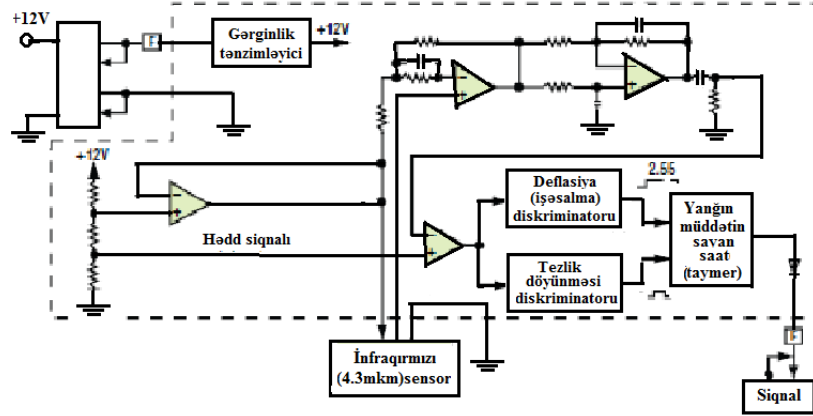 +12V
F
Gərginlik
tənzimləyici
+12V
+12V
Hədd siqnalı
Deflasiya
(işəsalma)
diskriminatoru
2.55
Tezlik
döyünməsi
diskriminatoru
Yanğın
müddətin
savan
saat
(taymer)
İnfraqırmızı
(4.3mkm)sensor
F
Siqnal